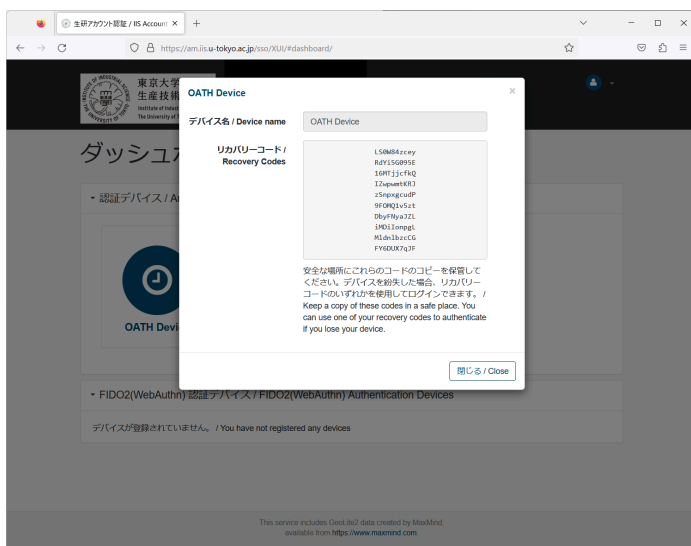 生研アカウント認証 / IIS Account
https://am.iis.u-tokyo.ac.jp/sso/XUI/#dashboard/
東京大学
生産技術
Institute of Indust
The University of T
ダッシュ
認証デバイス / Au
OATH Devi
OATH Device
デバイス名 / Device name
OATH Device
リカバリーコード /
Recovery Codes
LS0W84zcey
RdYiSG095E
16MTjjcfkQ
IZwpwmtKRJ
zSnpxgcudP
9FOMQ1v5zt
DbyFNyaJZL
iMDiIonpgL
MldnlbzcCG
FY6DUX7qJF
安全な場所にこれらのコードのコピーを保管して
ください。デバイスを紛失した場合、リカバリー
コードのいずれかを使用してログインできます。 /
Keep a copy of these codes in a safe place. You
can use one of your recovery codes to authenticate
if you lose your device.
閉じる / Close
FIDO2(WebAuthn) 認証デバイス / FIDO2(WebAuthn) Authentication Devices
デバイスが登録されていません。 / You have not registered any devices
This service includes GeoLite2 data created by MaxMind,
available from https://www.maxmind.com.